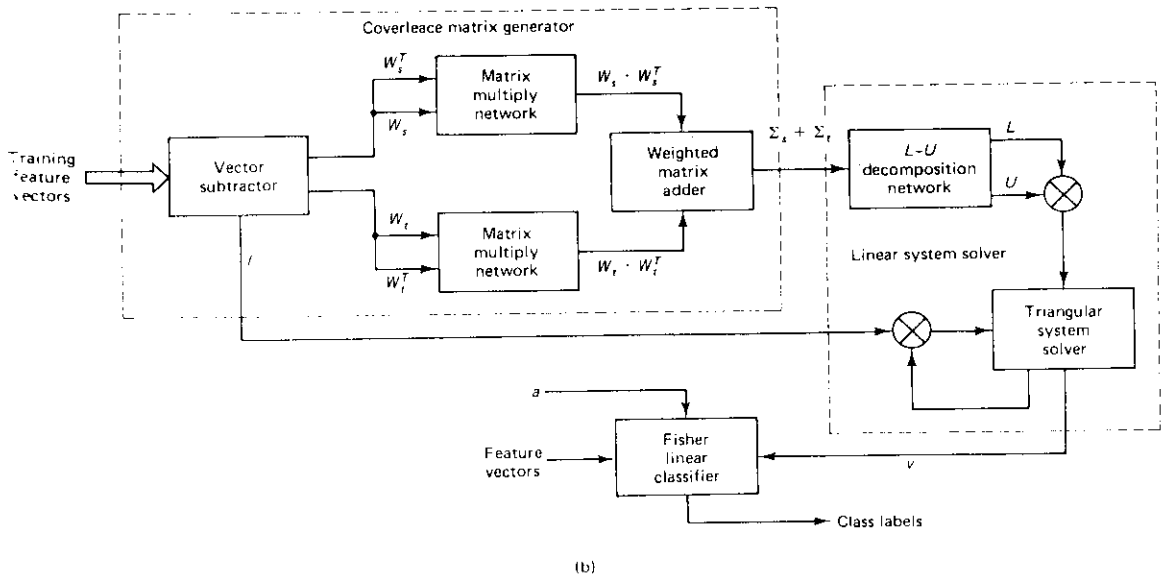 Coverleace matrix generator
W_s^T
Matrix
multiply
network
W_s · W_s^T
W_s
Training
feature
vectors
Vector
subtractor
Weighted
matrix
adder
Σ_s + Σ_t
L-U
decomposition
network
L
U
W_t
Matrix
multiply
network
W_t^T
W_t · W_t^T
Linear system solver
Triangular
system
solver
a
Feature
vectors
Fisher
linear
classifier
v
Class labels
(b)